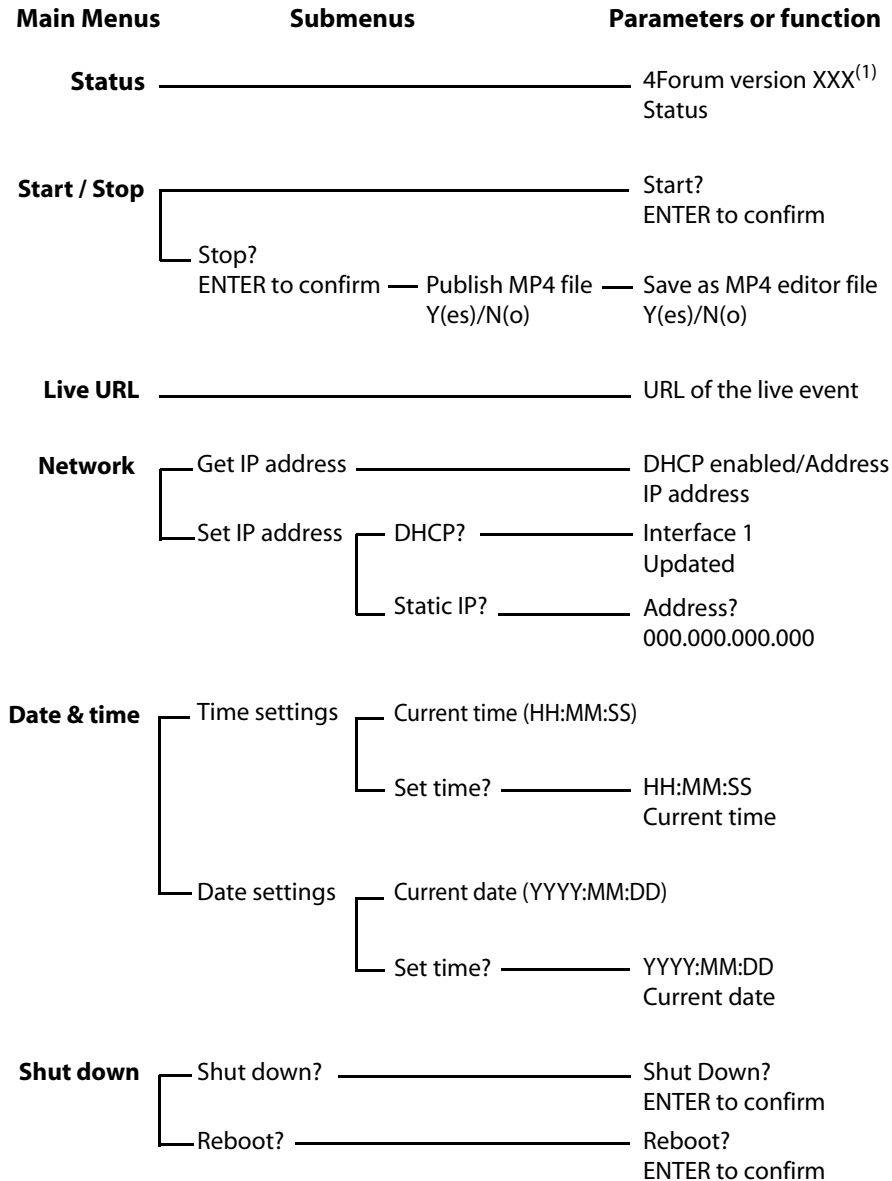 Main Menus Submenus Parameters or function
Status 4Forum version XXX(1)
Status
Start / Stop Start?
ENTER to confirm
Stop?
ENTER to confirm Publish MP4 file Save as MP4 editor file
Y(es)/N(o) Y(es)/N(o)
Live URL URL of the live event
Network Get IP address DHCP enabled/Address
IP address
Set IP address DHCP? Interface 1
Updated
Static IP? Address?
000.000.000.000
Date & time Time settings Current time (HH:MM:SS)
Set time? HH:MM:SS
Current time
Date settings Current date (YYYY:MM:DD)
Set time? YYYY:MM:DD
Current date
Shut down Shut down? Shut Down?
ENTER to confirm
Reboot? Reboot?
ENTER to confirm